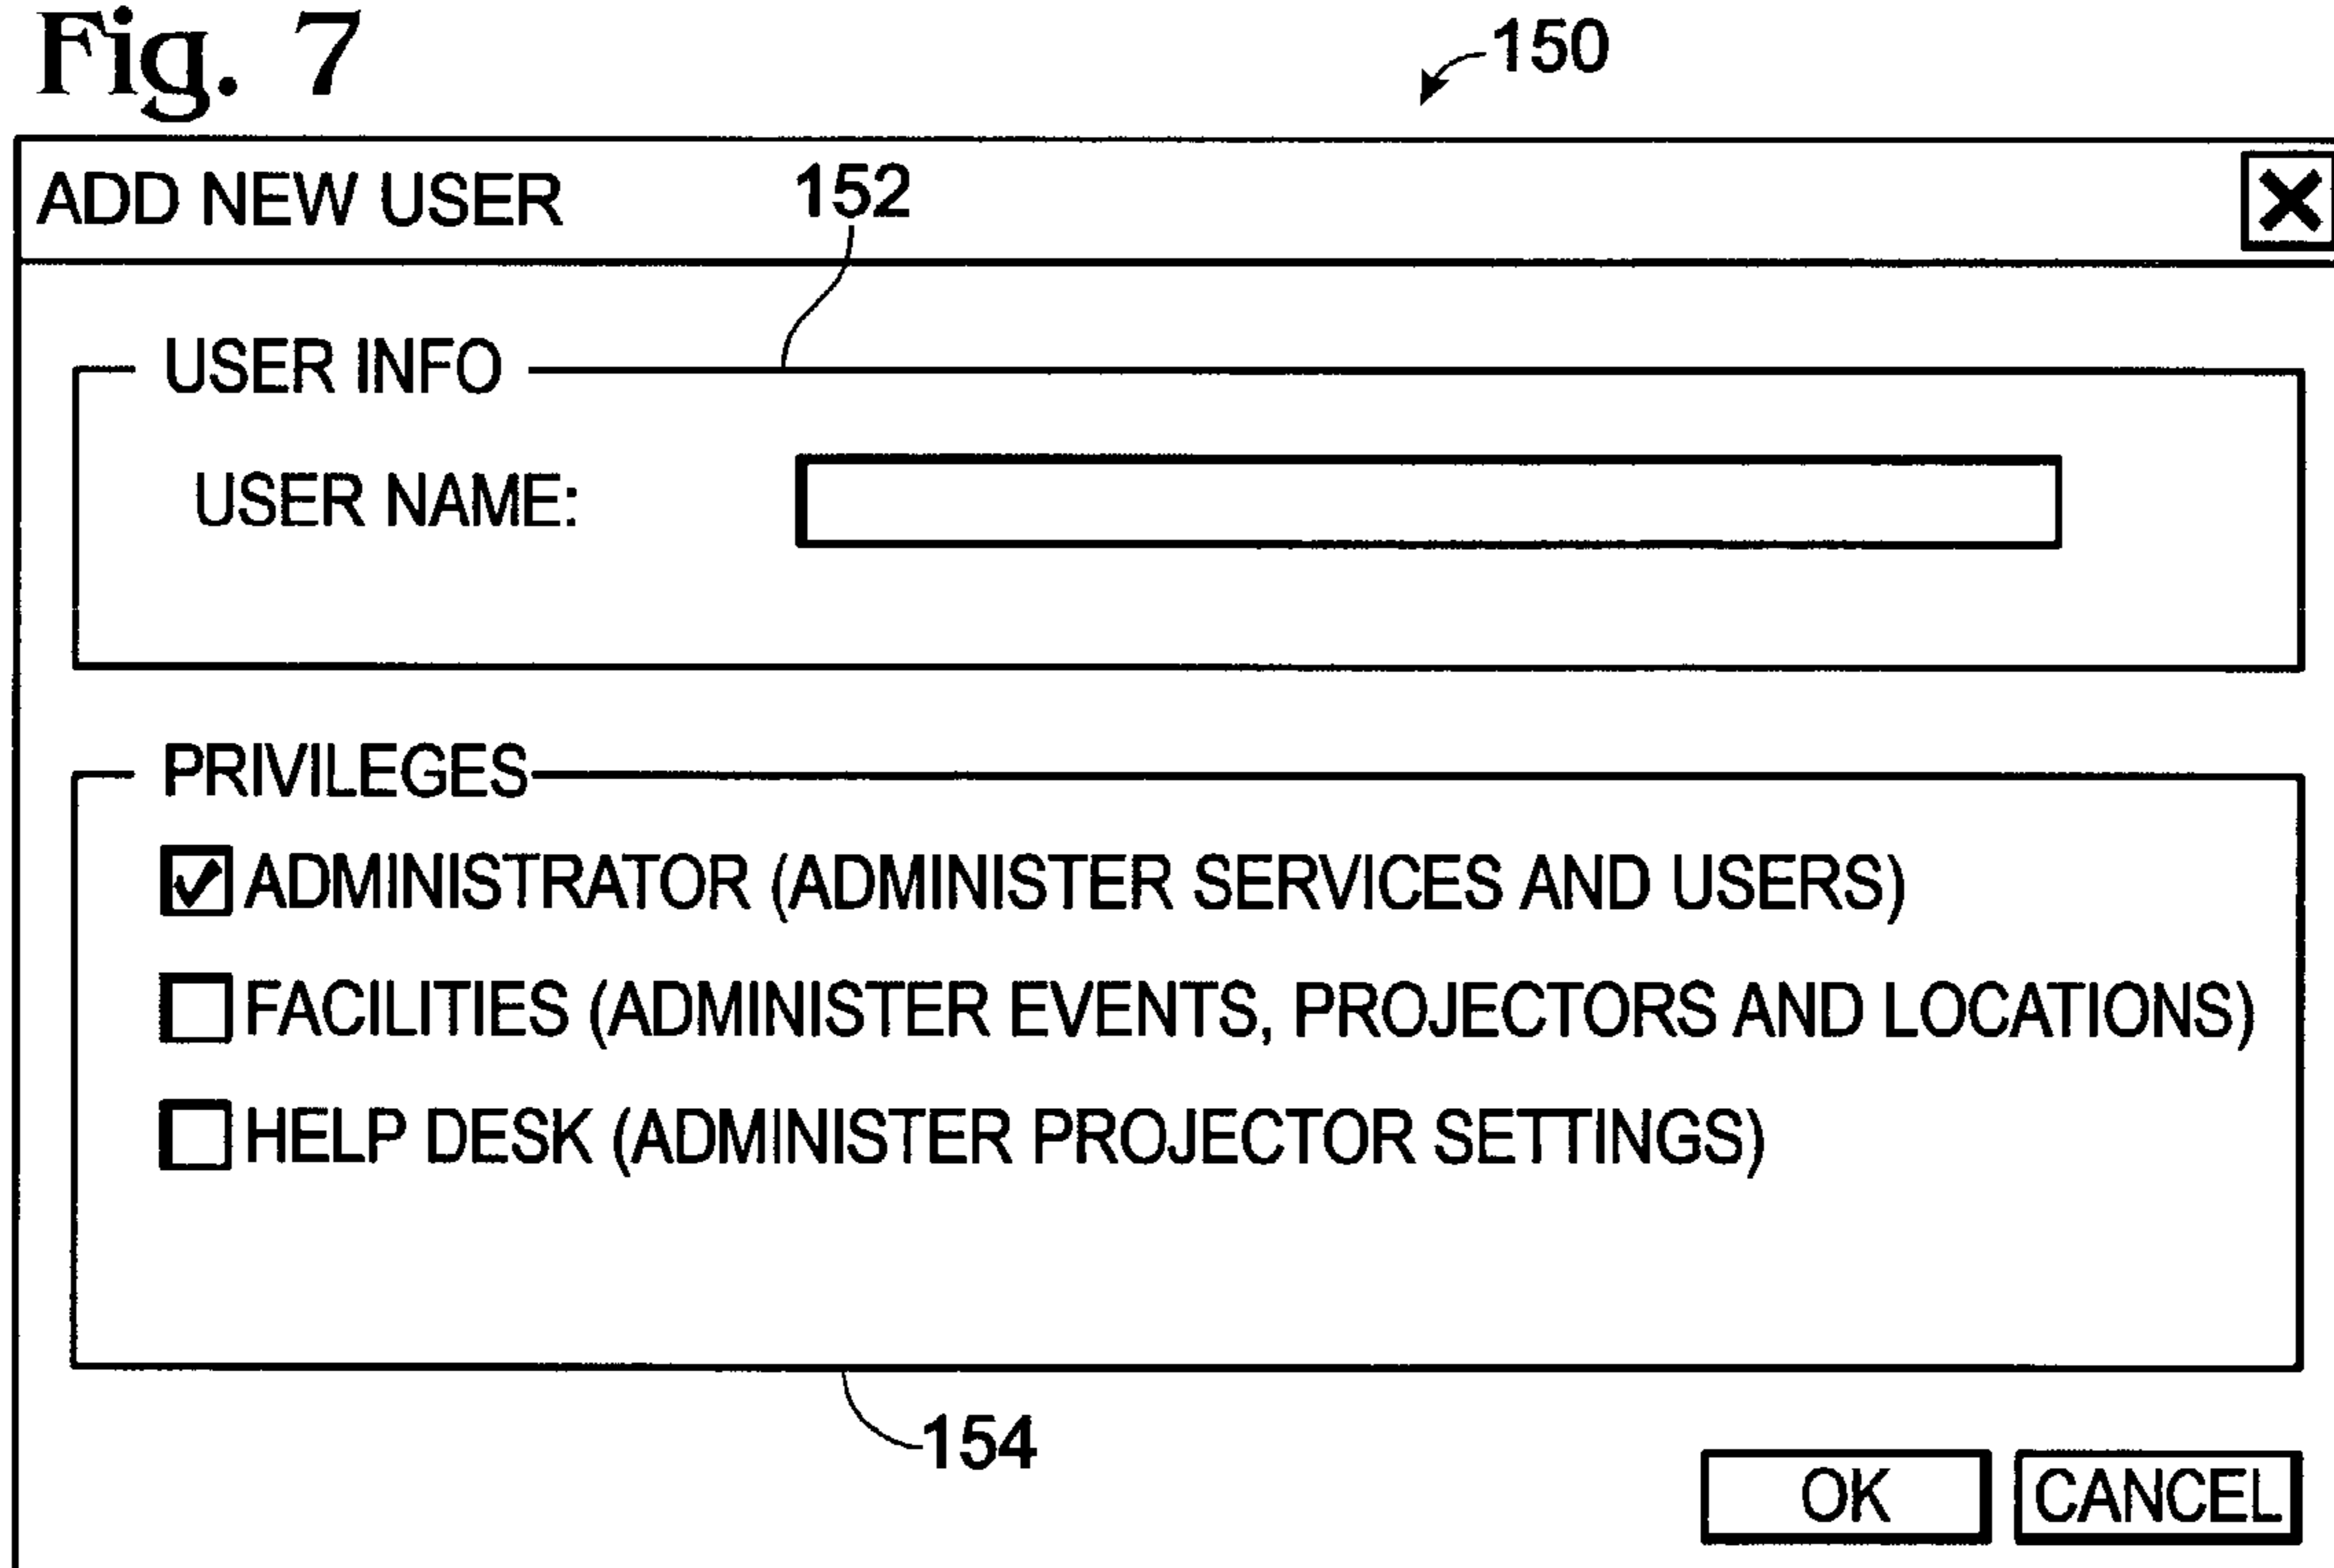 Fig. 7
150
ADD NEW USER
152
USER INFO
USER NAME:
PRIVILEGES
ADMINISTRATOR (ADMINISTER SERVICES AND USERS)
FACILITIES (ADMINISTER EVENTS, PROJECTORS AND LOCATIONS)
HELP DESK (ADMINISTER PROJECTOR SETTINGS)
154
OK
CANCEL